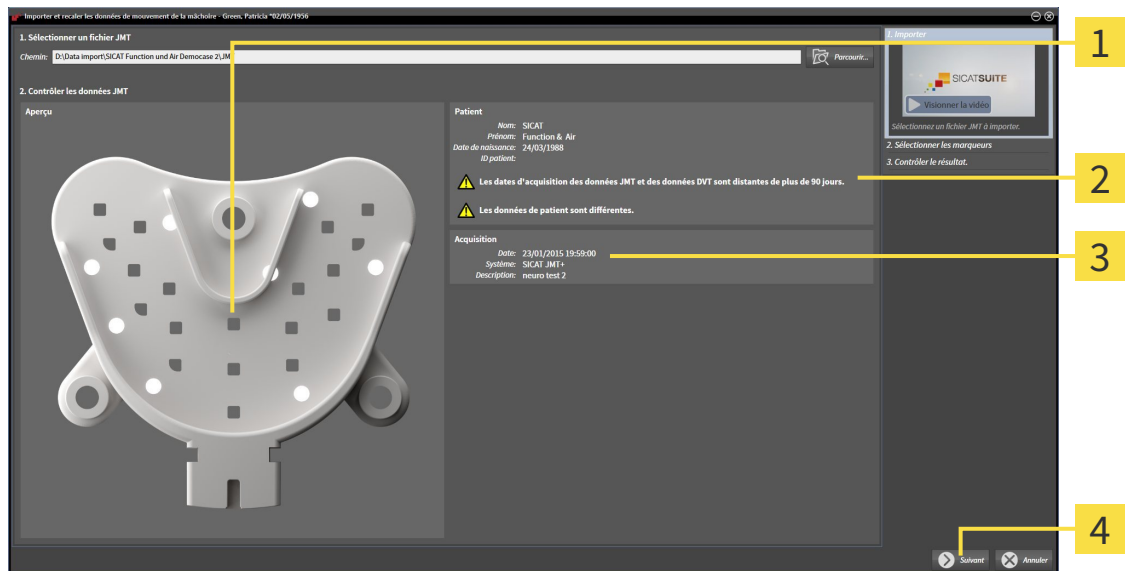 Importer et recaler les données de mouvement de la mâchoire - Green, Patricia *02/05/1956
1. Sélectionner un fichier JMT
Chemin: D:\Data import\SICAT Function und Air Democase 2\JM
Parcourir...
2. Contrôler les données JMT
Aperçu
Patient
Nom: SICAT
Prénom: Function & Air
Date de naissance: 24/03/1988
ID patient:
Les dates d'acquisition des données JMT et des données DVT sont distantes de plus de 90 jours.
Les données de patient sont différentes.
Acquisition
Date: 23/01/2015 19:59:00
Système: SICAT JMT+
Description: neuro test 2
1. Importer
SICATSUITE
Visionner la vidéo
Sélectionnez un fichier JMT à importer.
2. Sélectionner les marqueurs
3. Contrôler le résultat.
Suivant
Annuler
1
2
3
4